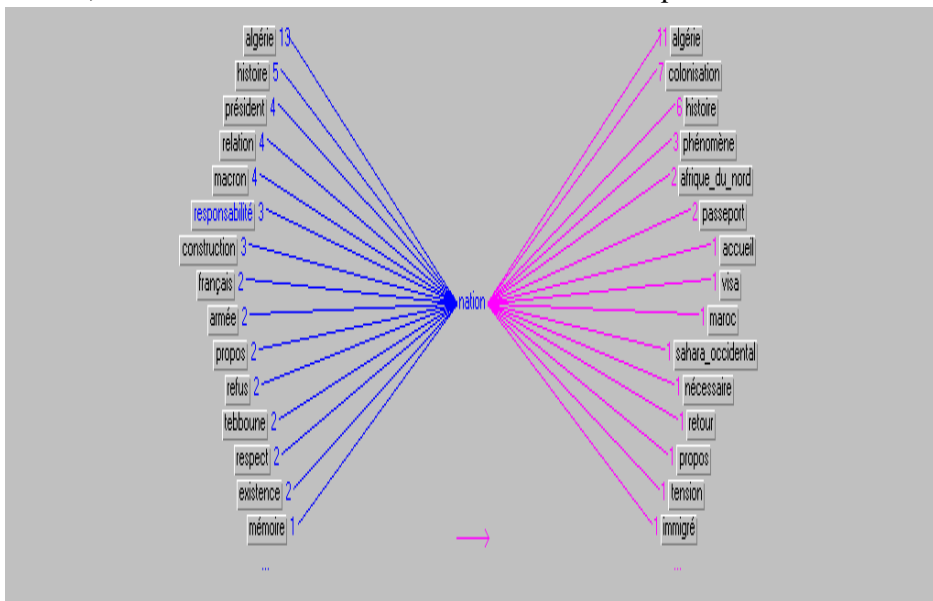 algérie 13 11 algérie
histoire 5 7 colonisation
président 4 6 histoire
relation 4 3 phénomène
macron 4 2 afrique_du_nord
responsabilité 3 2 passeport
construction 3 1 accueil
français 2 1 visa
nation
armée 2 1 maroc
propos 2 1 sahara_occidental
refus 2 1 nécessaire
tebboune 2 1 retour
respect 2 1 propos
existence 2 1 tension
mémoire 1 1 immigré
... ...